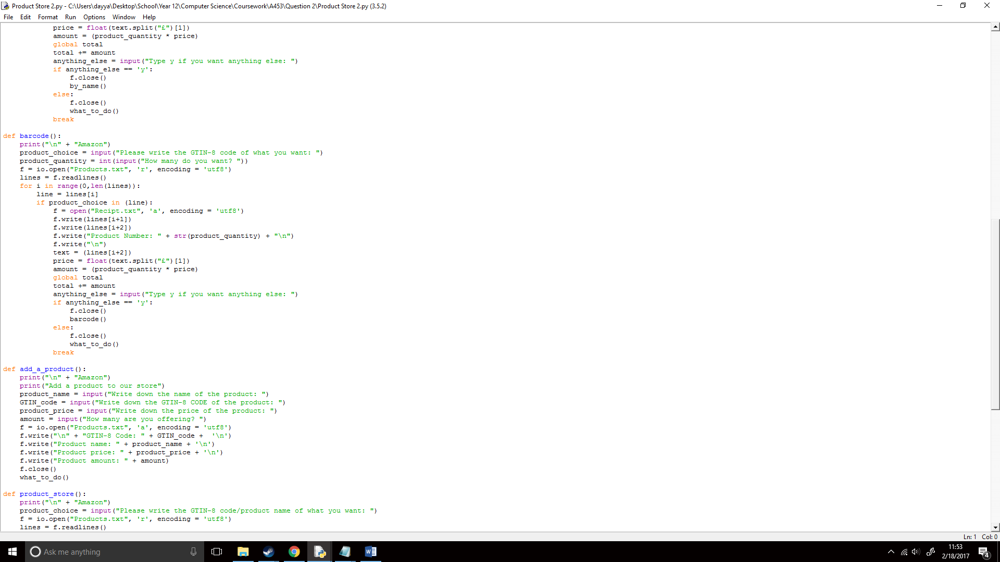 Product Store 2.py - C:\Users\dayya\Desktop\School\Year 12\Computer Science\Coursework\A453\Question 2\Product Store 2.py (3.5.2)
File Edit Format Run Options Window Help
            price = float(text.split("£")[1])
            amount = (product_quantity * price)
            global total
            total += amount
            anything_else = input("Type y if you want anything else: ")
            if anything_else == 'y':
                f.close()
                by_name()
            else:
                f.close()
                what_to_do()
            break
def barcode():
    print("\n" + "Amazon")
    product_choice = input("Please write the GTIN-8 code of what you want: ")
    product_quantity = int(input("How many do you want? "))
    f = io.open("Products.txt", 'r', encoding = 'utf8')
    lines = f.readlines()
    for i in range(0,len(lines)):
        line = lines[i]
        if product_choice in (line):
            f = open("Recipt.txt", 'a', encoding = 'utf8')
            f.write(lines[i+1])
            f.write(lines[i+2])
            f.write("Product Number: " + str(product_quantity) + "\n")
            f.write("\n")
            text = (lines[i+2])
            price = float(text.split("£")[1])
            amount = (product_quantity * price)
            global total
            total += amount
            anything_else = input("Type y if you want anything else: ")
            if anything_else == 'y':
                f.close()
                barcode()
            else:
                f.close()
                what_to_do()
            break
def add_a_product():
    print("\n" + "Amazon")
    print("Add a product to our store")
    product_name = input("Write down the name of the product: ")
    GTIN_code = input("Write down the GTIN-8 CODE of the product: ")
    product_price = input("Write down the price of the product: ")
    amount = input("How many are you offering? ")
    f = io.open("Products.txt", 'a', encoding = 'utf8')
    f.write("\n" + "GTIN-8 Code: " + GTIN_code +  '\n')
    f.write("Product name: " + product_name + '\n')
    f.write("Product price: " + product_price + '\n')
    f.write("Product amount: " + amount)
    f.close()
    what_to_do()
def product_store():
    print("\n" + "Amazon")
    product_choice = input("Please write the GTIN-8 code/product name of what you want: ")
    f = io.open("Products.txt", 'r', encoding = 'utf8')
    lines = f.readlines()
Ln: 1 Col: 0
Ask me anything
11:53
2/18/2017
4